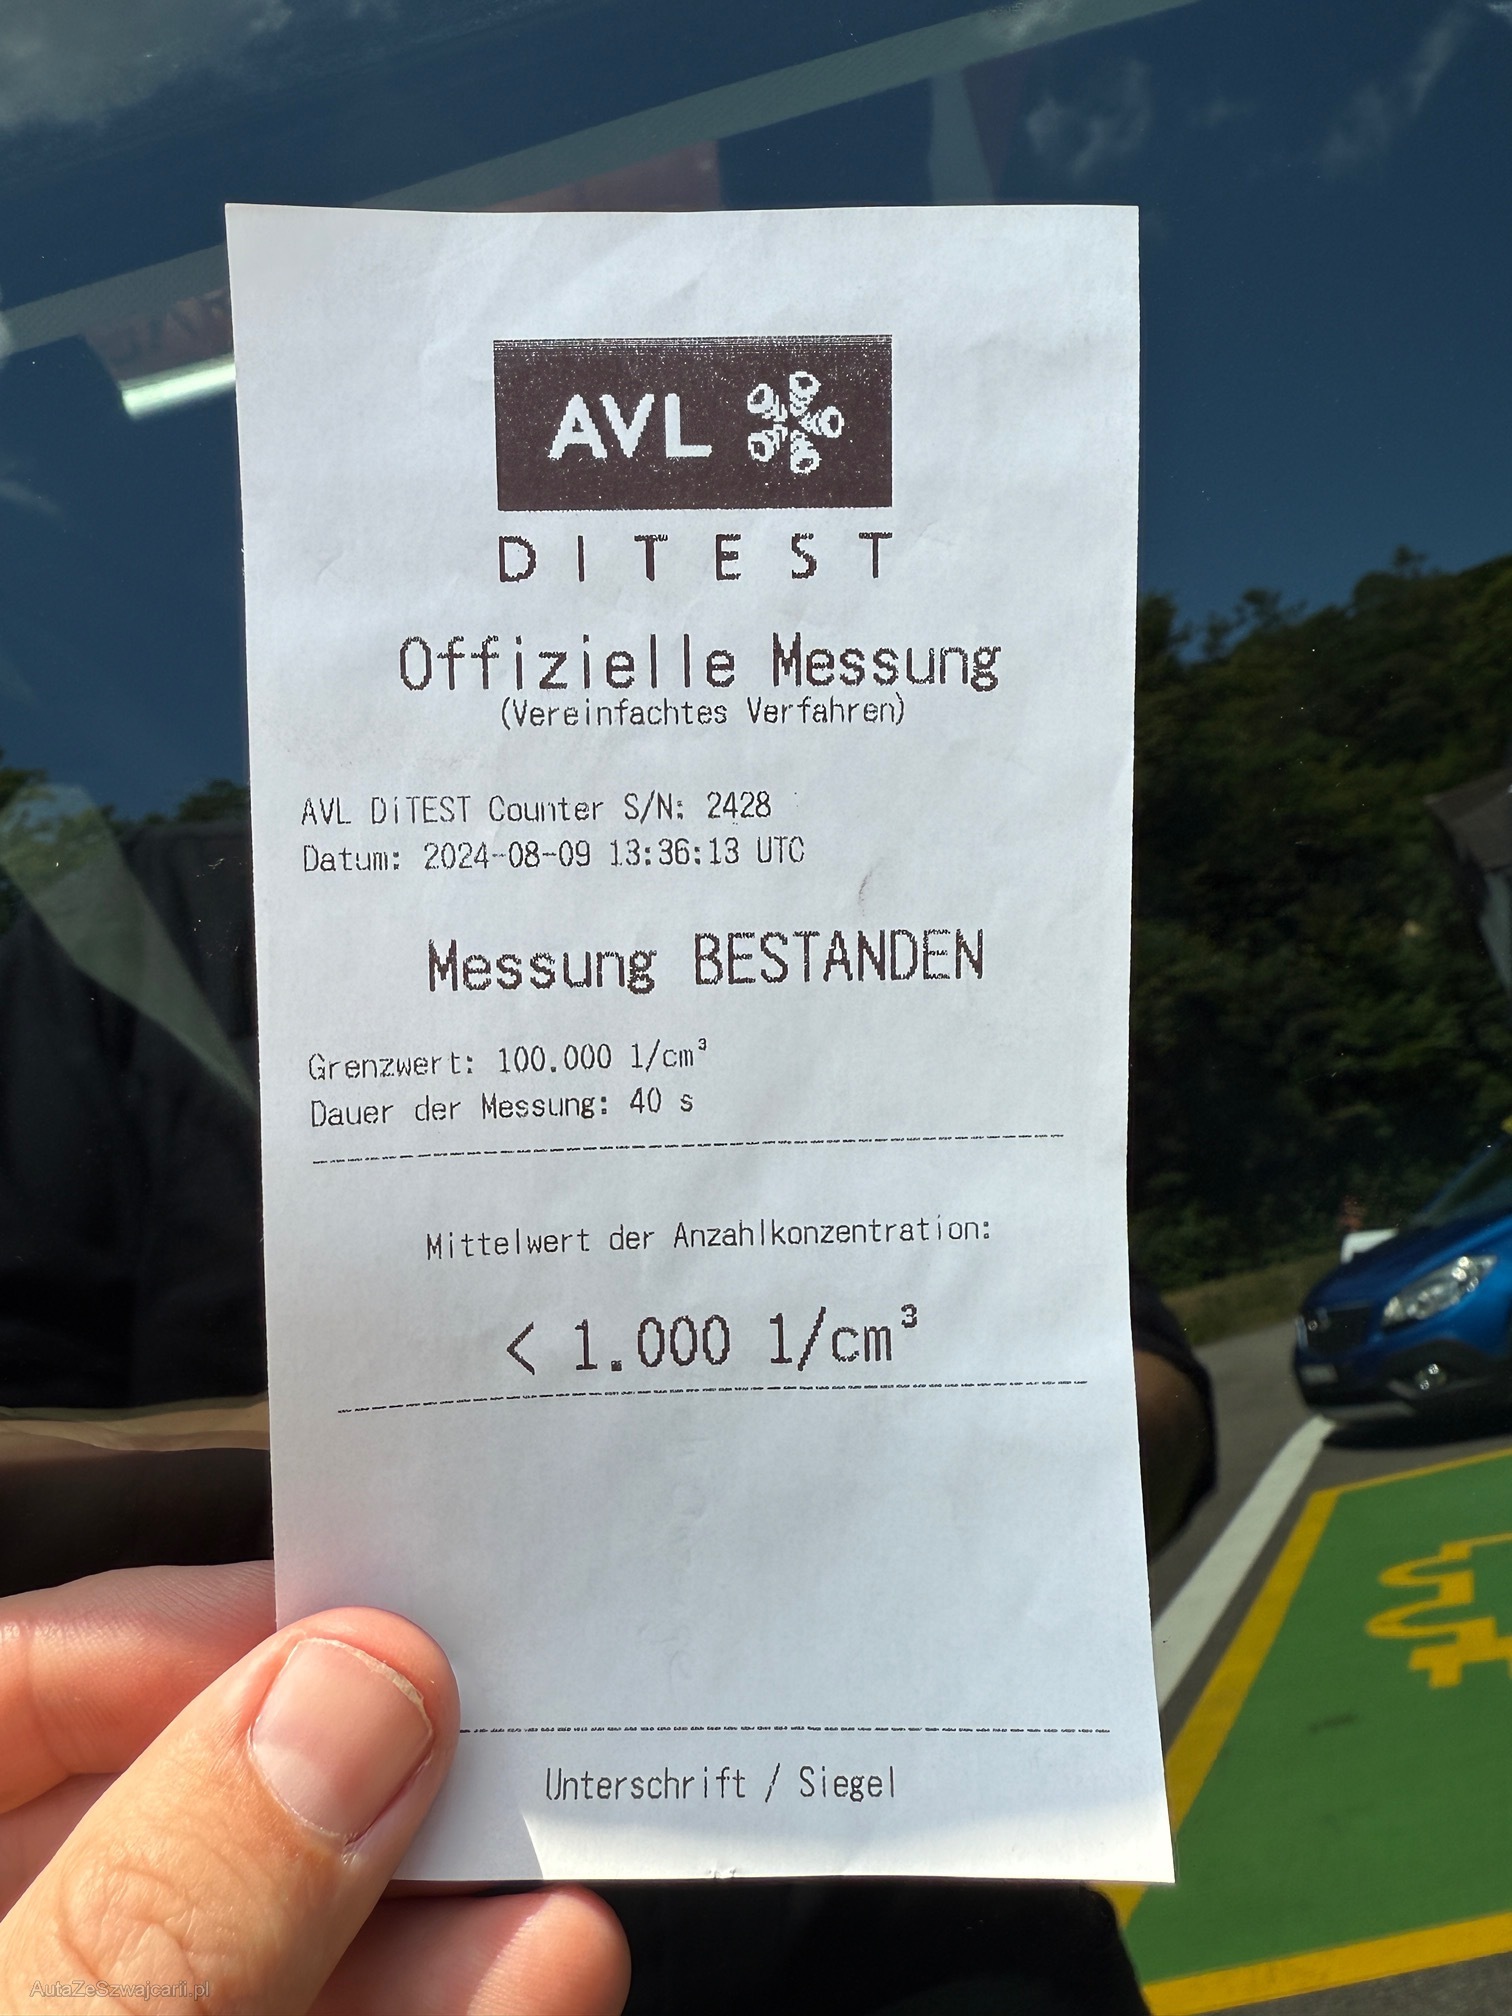 AVL
DITEST
Offizielle Messung
(Vereinfachtes Verfahren)
AVL DiTEST Counter S/N: 2428
Datum: 2024-08-09 13:36:13 UTC
Messung BESTANDEN
Grenzwert: 100.000 1/cm³
Dauer der Messung: 40 s
Mittelwert der Anzahlkonzentration:
< 1.000 1/cm³
Unterschrift / Siegel
AutaZeSzwajcarii.pl